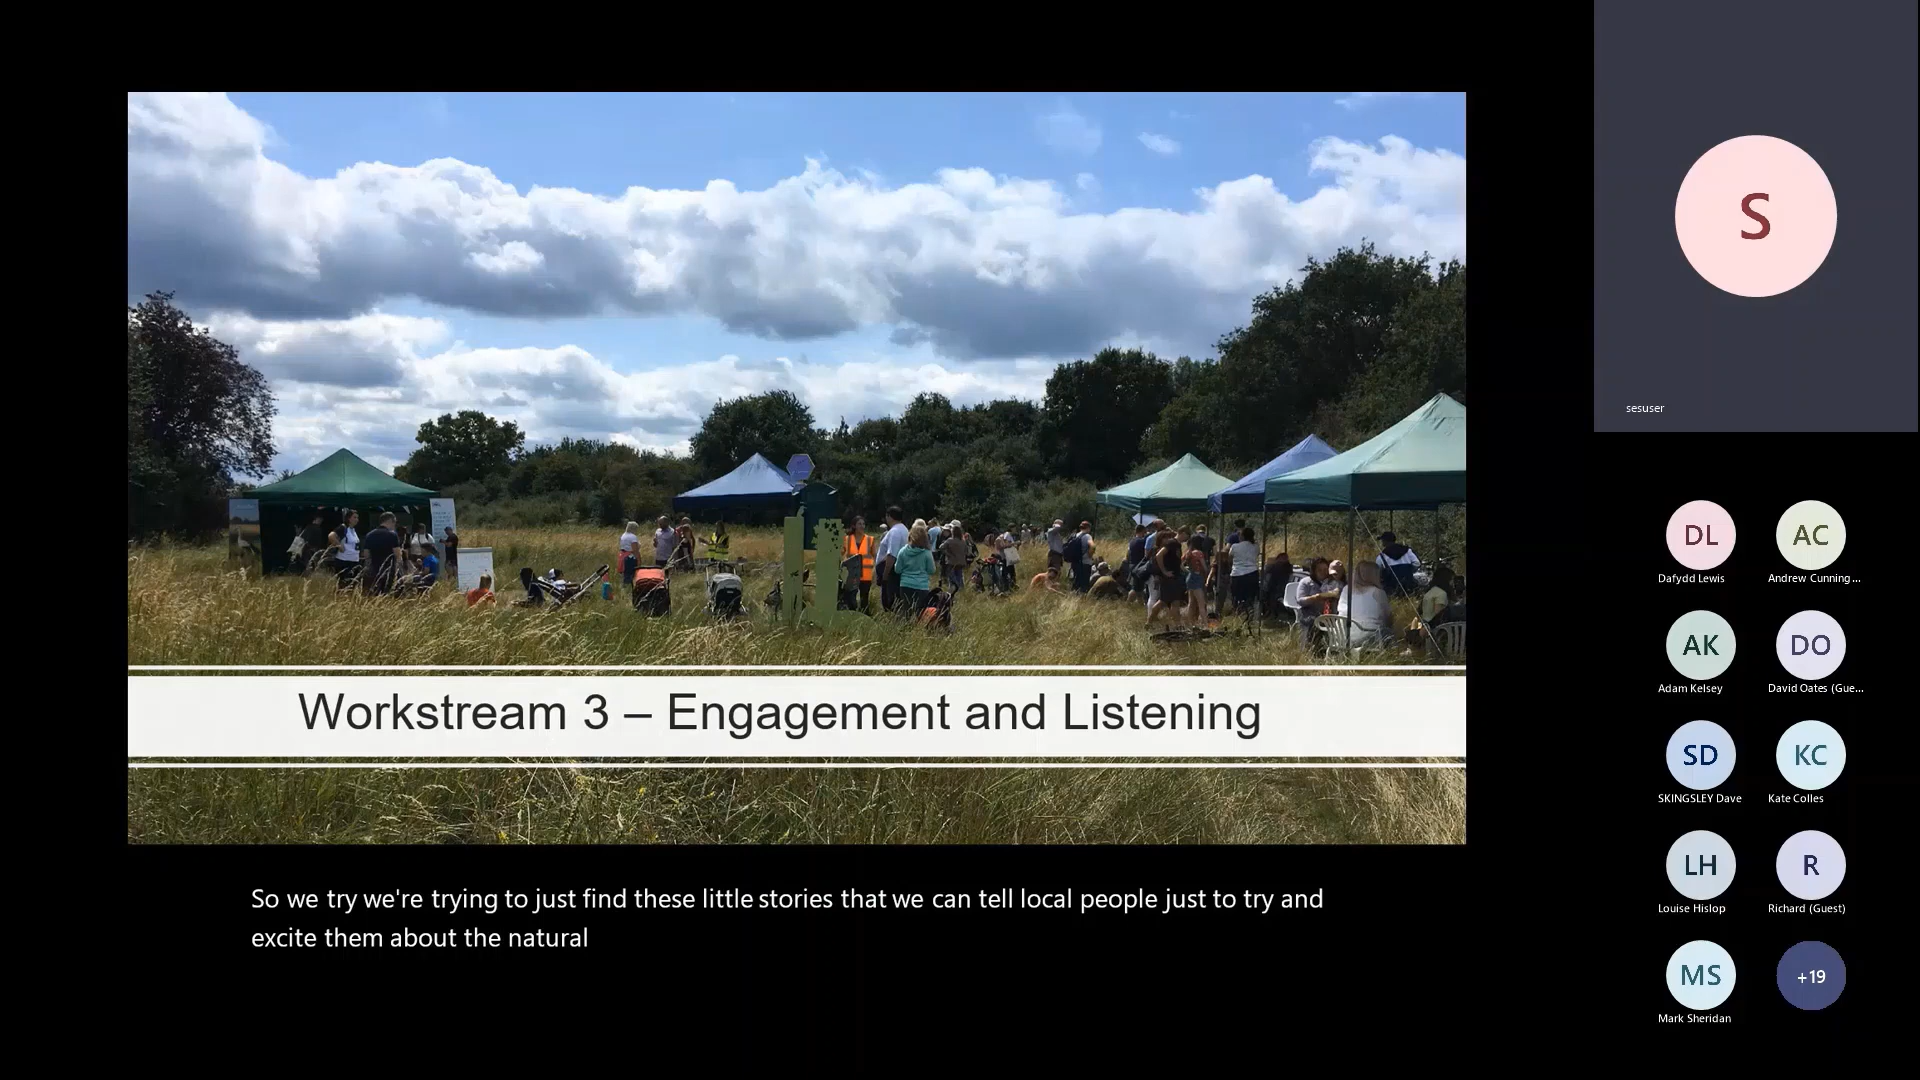 Workstream 3 – Engagement and Listening
So we try we're trying to just find these little stories that we can tell local people just to try and
excite them about the natural
S
sesuser
DL
AC
Dafydd Lewis
Andrew Cunning...
AK
DO
Adam Kelsey
David Oates (Gue...
SD
KC
SKINGSLEY Dave
Kate Colles
LH
R
Louise Hislop
Richard (Guest)
MS
+19
Mark Sheridan